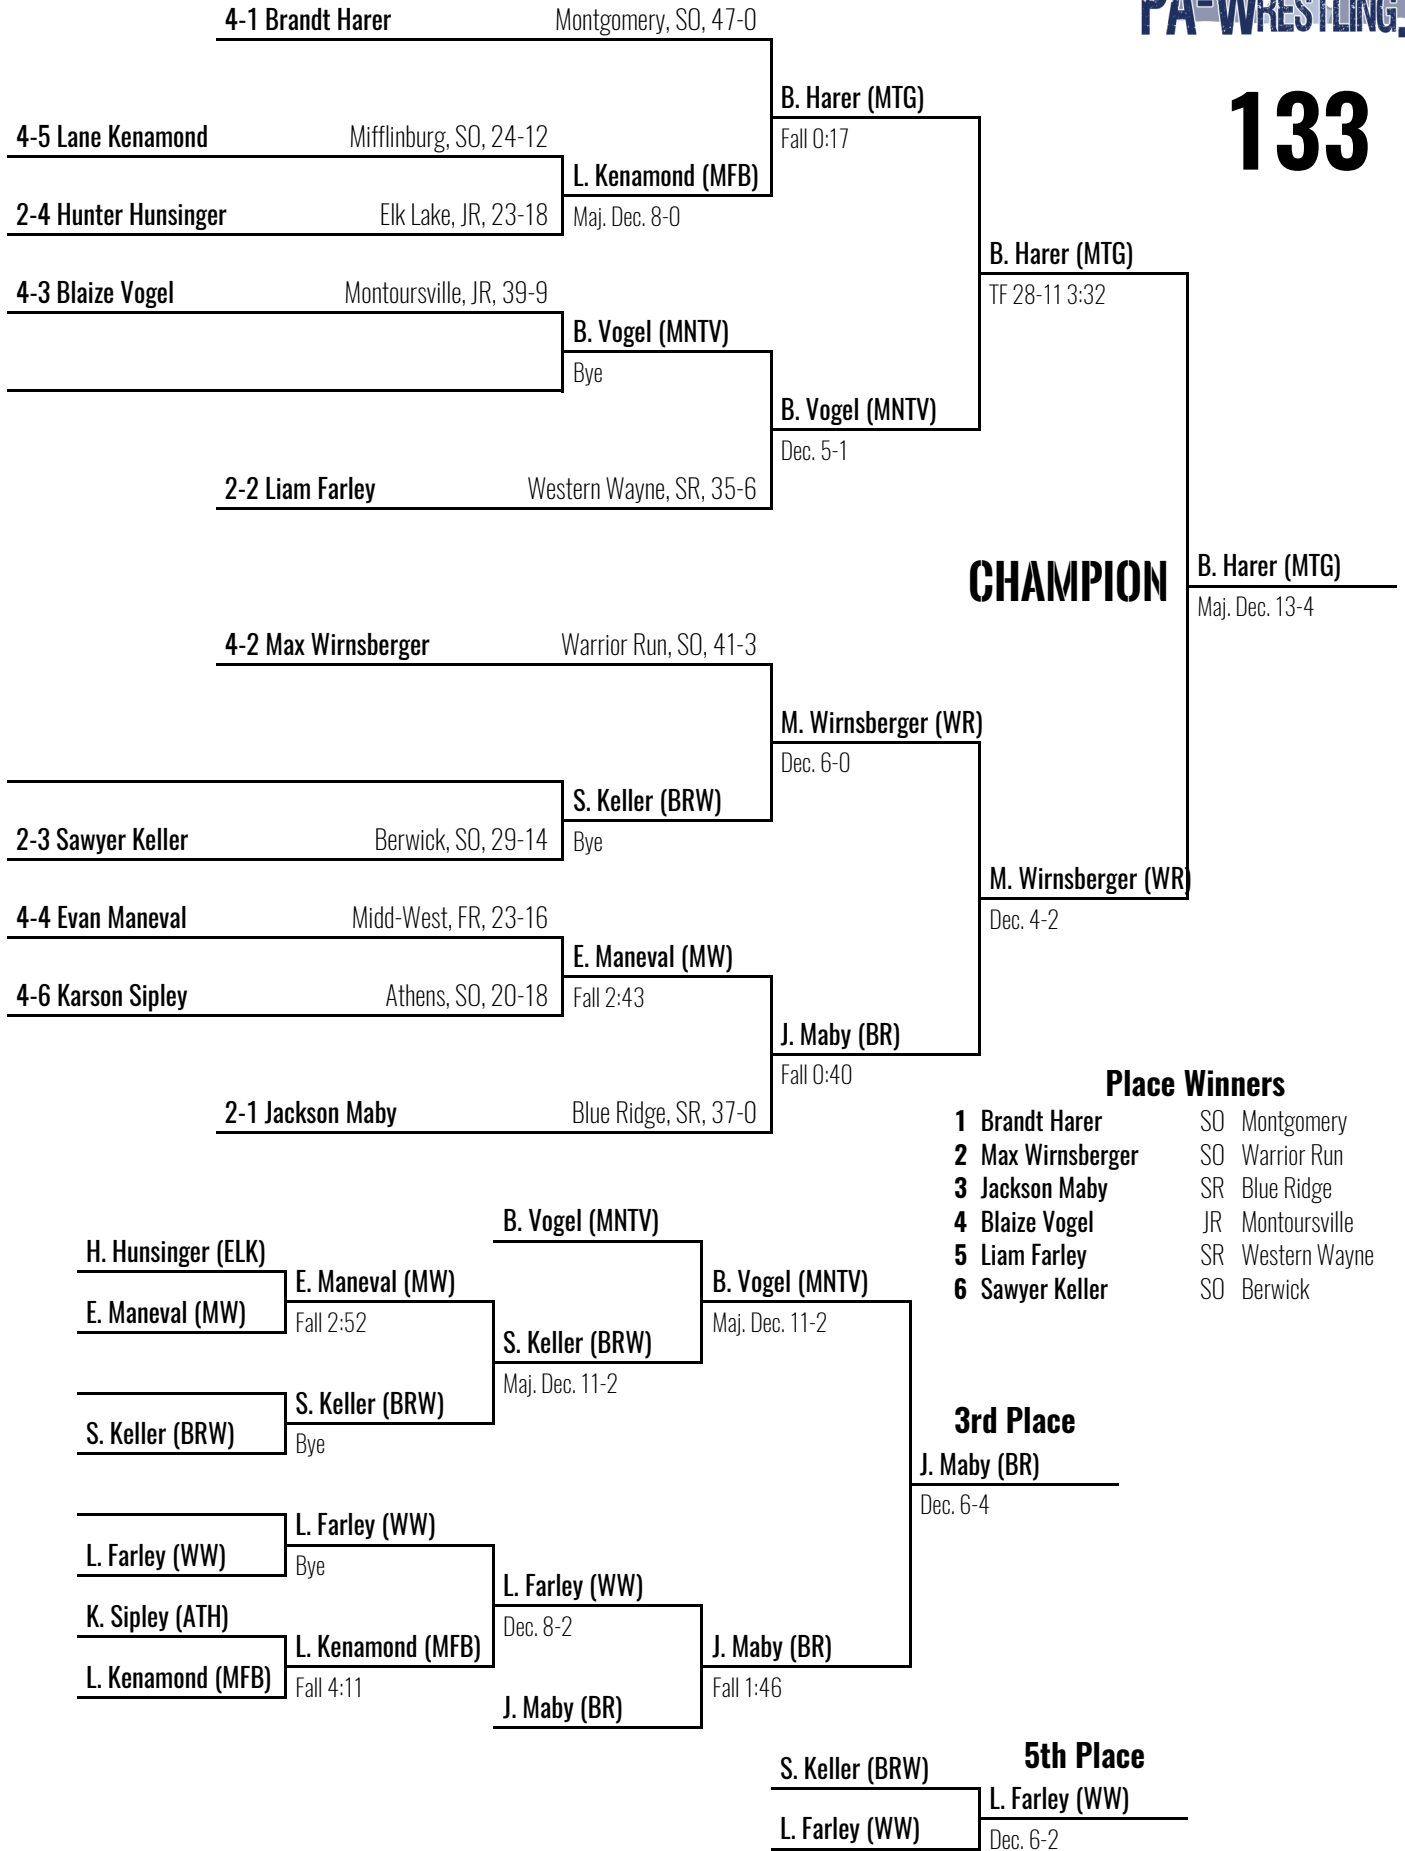 PA-WRESTLING.
133
4-1 Brandt Harer Montgomery, SO, 47-0
B. Harer (MTG)
Fall 0:17
4-5 Lane Kenamond Mifflinburg, SO, 24-12
L. Kenamond (MFB)
Maj. Dec. 8-0
2-4 Hunter Hunsinger Elk Lake, JR, 23-18
B. Harer (MTG)
TF 28-11 3:32
4-3 Blaize Vogel Montoursville, JR, 39-9
B. Vogel (MNTV)
Bye
B. Vogel (MNTV)
Dec. 5-1
2-2 Liam Farley Western Wayne, SR, 35-6
CHAMPION
B. Harer (MTG)
Maj. Dec. 13-4
4-2 Max Wirnsberger Warrior Run, SO, 41-3
M. Wirnsberger (WR)
Dec. 6-0
S. Keller (BRW)
Bye
2-3 Sawyer Keller Berwick, SO, 29-14
M. Wirnsberger (WR)
Dec. 4-2
4-4 Evan Maneval Midd-West, FR, 23-16
E. Maneval (MW)
Fall 2:43
4-6 Karson Sipley Athens, SO, 20-18
J. Maby (BR)
Fall 0:40
2-1 Jackson Maby Blue Ridge, SR, 37-0
Place Winners
1 Brandt Harer SO Montgomery
2 Max Wirnsberger SO Warrior Run
3 Jackson Maby SR Blue Ridge
4 Blaize Vogel JR Montoursville
5 Liam Farley SR Western Wayne
6 Sawyer Keller SO Berwick
B. Vogel (MNTV)
H. Hunsinger (ELK)
E. Maneval (MW)
Fall 2:52
E. Maneval (MW)
B. Vogel (MNTV)
Maj. Dec. 11-2
S. Keller (BRW)
Maj. Dec. 11-2
S. Keller (BRW)
Bye
S. Keller (BRW)
3rd Place
J. Maby (BR)
Dec. 6-4
L. Farley (WW)
Bye
L. Farley (WW)
L. Farley (WW)
Dec. 8-2
K. Sipley (ATH)
L. Kenamond (MFB)
Fall 4:11
L. Kenamond (MFB)
J. Maby (BR)
Fall 1:46
J. Maby (BR)
5th Place
S. Keller (BRW)
L. Farley (WW)
Dec. 6-2
L. Farley (WW)